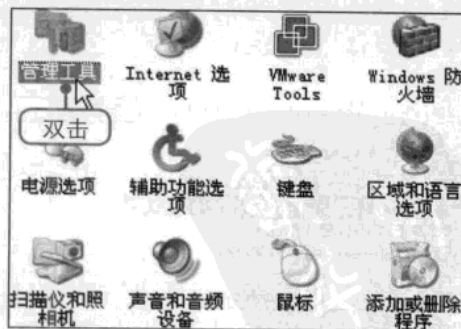 管理工具
Internet 选
项
VMware
Tools
Windows 防
火墙
双击
电源选项
辅助功能选
项
键盘
区域和语言
选项
扫描仪和照
相机
声音和音频
设备
鼠标
添加或删除
程序